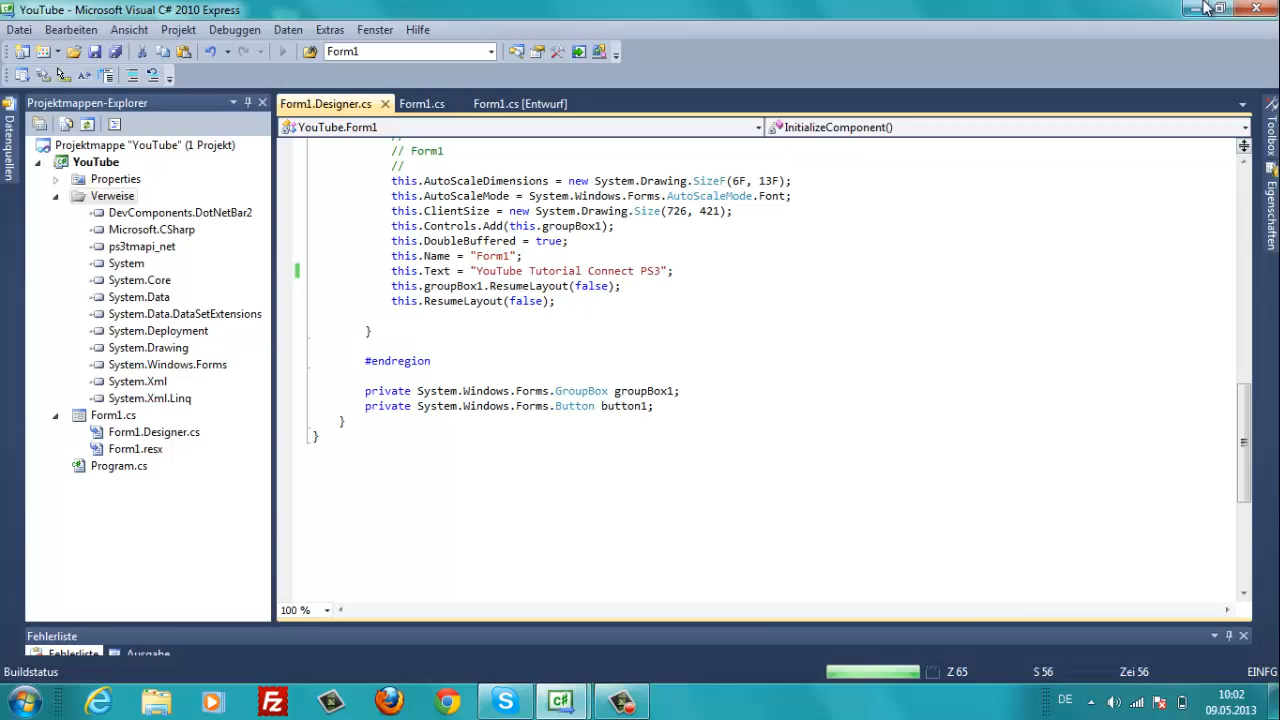 YouTube - Microsoft Visual C# 2010 Express
Datei Bearbeiten Ansicht Projekt Debuggen Daten Extras Fenster Hilfe
Form1
Projektmappen-Explorer
Form1.Designer.cs Form1.cs Form1.cs [Entwurf]
YouTube.Form1 InitializeComponent()
Datenquellen
Projektmappe "YouTube" (1 Projekt)
YouTube
Properties
Verweise
DevComponents.DotNetBar2
Microsoft.CSharp
ps3tmapi_net
System
System.Core
System.Data
System.Data.DataSetExtensions
System.Deployment
System.Drawing
System.Windows.Forms
System.Xml
System.Xml.Linq
Form1.cs
Form1.Designer.cs
Form1.resx
Program.cs
//
// Form1
//
this.AutoScaleDimensions = new System.Drawing.SizeF(6F, 13F);
this.AutoScaleMode = System.Windows.Forms.AutoScaleMode.Font;
this.ClientSize = new System.Drawing.Size(726, 421);
this.Controls.Add(this.groupBox1);
this.DoubleBuffered = true;
this.Name = "Form1";
this.Text = "YouTube Tutorial Connect PS3";
this.groupBox1.ResumeLayout(false);
this.ResumeLayout(false);
}
#endregion
private System.Windows.Forms.GroupBox groupBox1;
private System.Windows.Forms.Button button1;
}
}
Toolbox
Eigenschaften
100 %
Fehlerliste
Fehlerliste Ausgabe
Buildstatus Z 65 S 56 Zei 56 EINFG
DE 10:02
09.05.2013